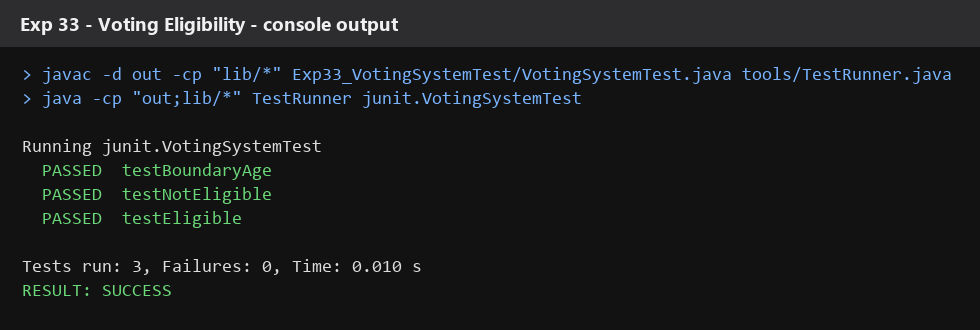 Exp 33 - Voting Eligibility - console output
> javac -d out -cp "lib/*" Exp33_VotingSystemTest/VotingSystemTest.java tools/TestRunner.java
> java -cp "out;lib/*" TestRunner junit.VotingSystemTest
Running junit.VotingSystemTest
PASSED  testBoundaryAge
PASSED  testNotEligible
PASSED  testEligible
Tests run: 3, Failures: 0, Time: 0.010 s
RESULT: SUCCESS